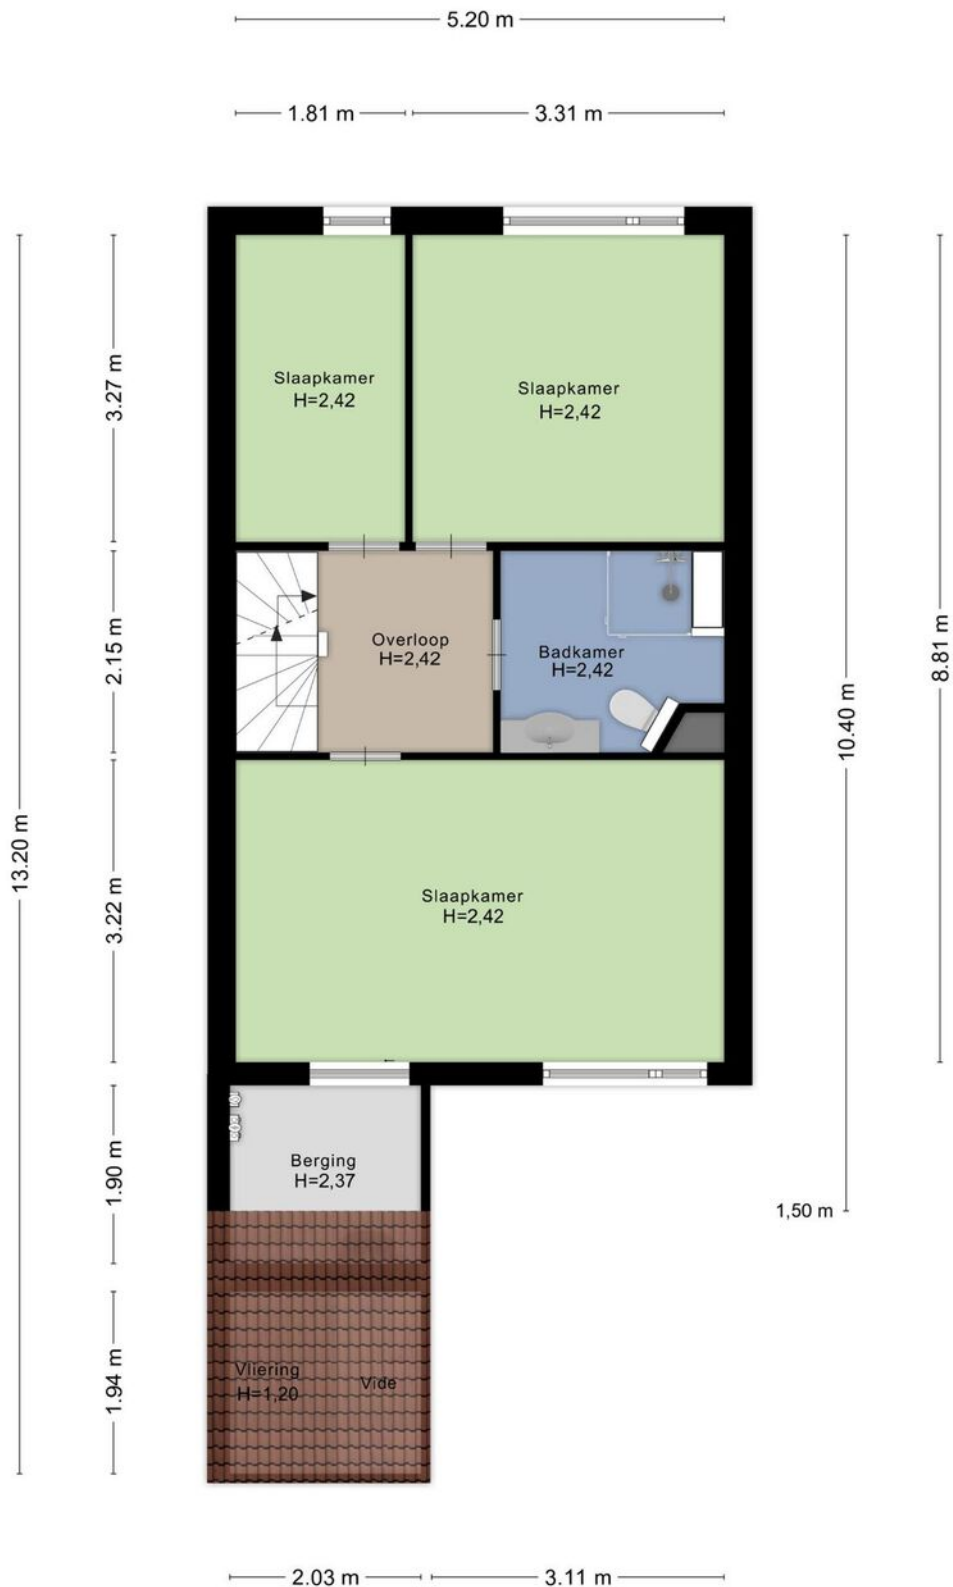 5.20 m
1.81 m
3.31 m
3.27 m
Slaapkamer
H=2,42
Slaapkamer
H=2,42
2.15 m
Overloop
H=2,42
Badkamer
H=2,42
8.81 m
10.40 m
13.20 m
3.22 m
Slaapkamer
H=2,42
1.90 m
Berging
H=2,37
1,50 m
1.94 m
Vliering
H=1,20
Vide
2.03 m
3.11 m